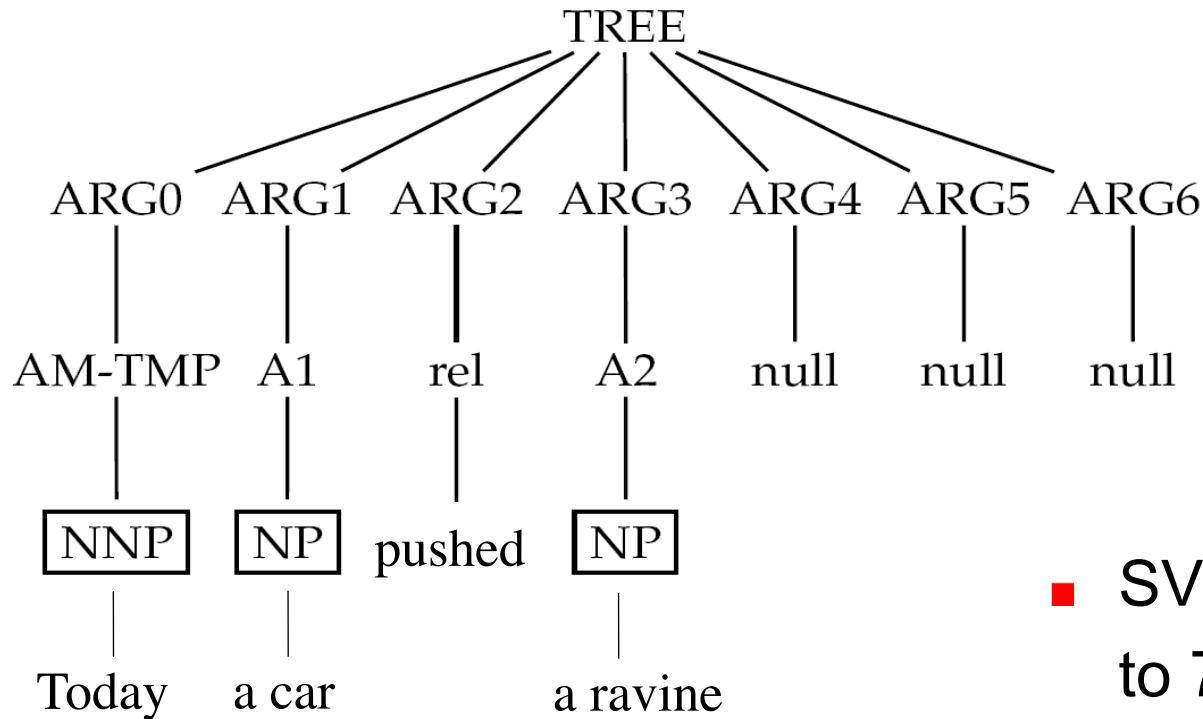 TREE
ARG0 ARG1 ARG2 ARG3 ARG4 ARG5 ARG6
AM-TMP A1 rel A2 null null null
NNP NP pushed NP
Today a car a ravine
▪ SV
to 7